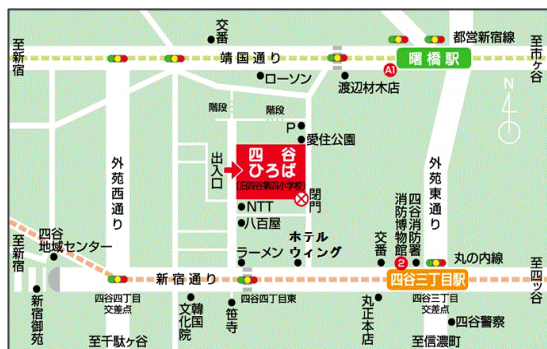 至新宿
交番
靖国通り
ローソン
渡辺材木店
都営新宿線
A1
曙橋駅
至市ヶ谷
N
階段
階段
P
愛住公園
外苑西通り
出入口
四谷
ひろば
(旧四谷第四小学校)
閉門
NTT
八百屋
ラーメン
ホテル
ウィング
交番
消防博物館
四谷消防署
外苑東通り
丸の内線
2
四谷三丁目駅
至四ッ谷
至新宿
四谷
地域センター
新宿通り
新宿御苑
四谷四丁目
交差点
韓国
文化院
笹寺
四谷四丁目東
丸正本店
四谷三丁目
交差点
四谷警察
至千駄ヶ谷
至信濃町